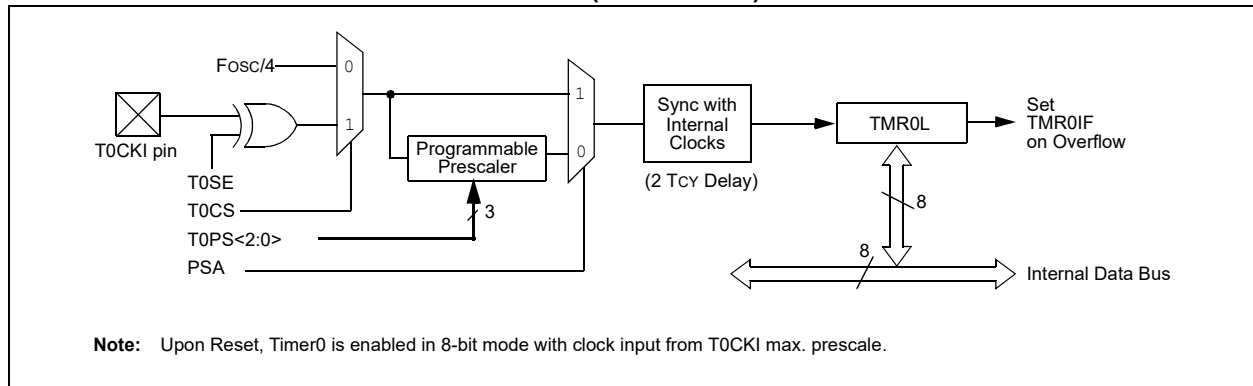 FOSC/4
0
1
T0CKI pin
T0SE
T0CS
T0PS<2:0>
PSA
Programmable
Prescaler
3
1
0
Sync with
Internal
Clocks
(2 TCY Delay)
TMR0L
Set
TMR0IF
on Overflow
8
8
Internal Data Bus
Note: Upon Reset, Timer0 is enabled in 8-bit mode with clock input from T0CKI max. prescale.